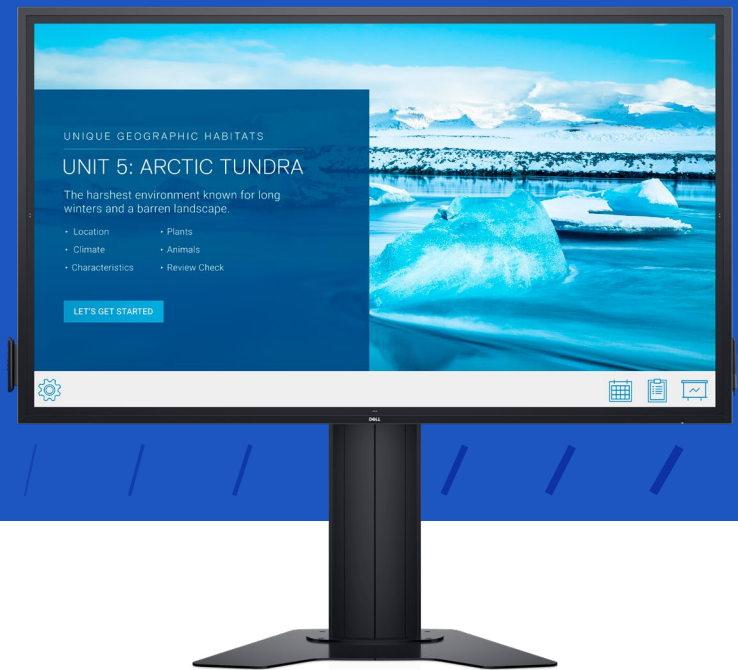 UNIQUE GEOGRAPHIC HABITATS
UNIT 5: ARCTIC TUNDRA
The harshest environment known for long
winters and a barren landscape.
• Location
• Climate
• Characteristics
• Plants
• Animals
• Review Check
LET'S GET STARTED
DELL